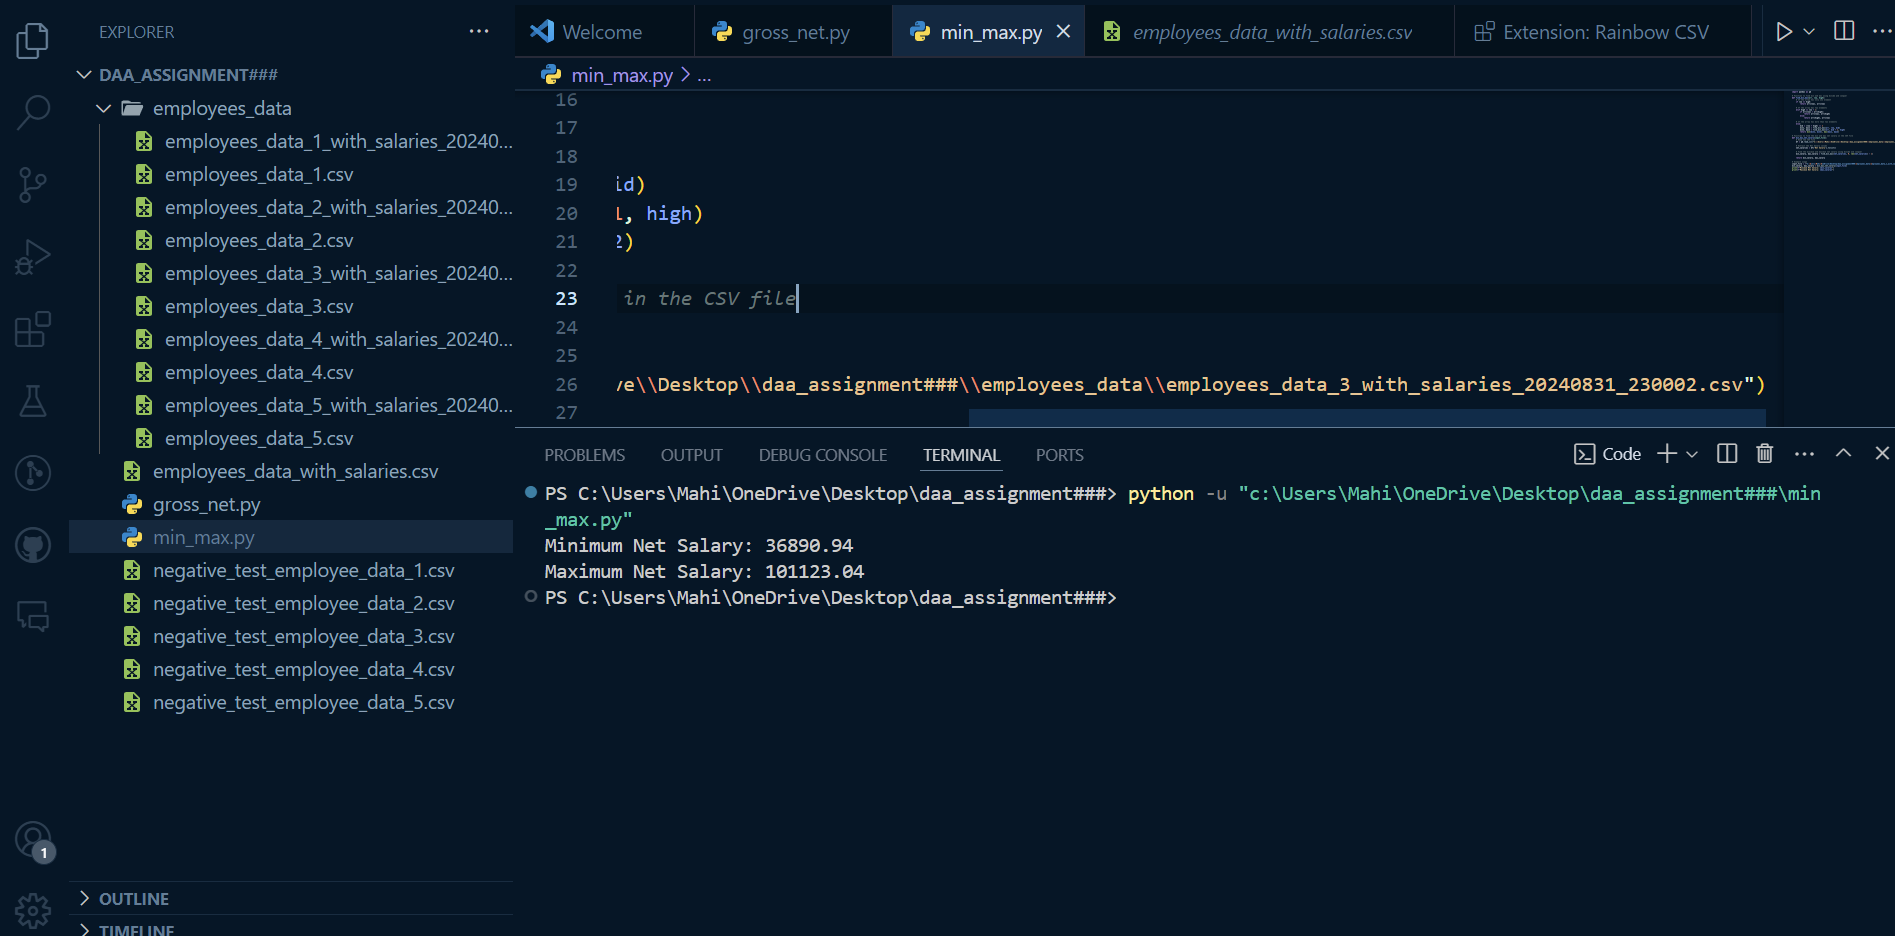 EXPLORER
DAA_ASSIGNMENT###
employees_data
employees_data_1_with_salaries_20240...
employees_data_1.csv
employees_data_2_with_salaries_20240...
employees_data_2.csv
employees_data_3_with_salaries_20240...
employees_data_3.csv
employees_data_4_with_salaries_20240...
employees_data_4.csv
employees_data_5_with_salaries_20240...
employees_data_5.csv
employees_data_with_salaries.csv
gross_net.py
min_max.py
negative_test_employee_data_1.csv
negative_test_employee_data_2.csv
negative_test_employee_data_3.csv
negative_test_employee_data_4.csv
negative_test_employee_data_5.csv
1
OUTLINE
TIMELINE
Welcome gross_net.py min_max.py employees_data_with_salaries.csv Extension: Rainbow CSV
min_max.py > ...
16
17
18
19 id)
20 1, high)
21 2)
22
23 in the CSV file
24
25
26 ve\\Desktop\\daa_assignment###\\employees_data\\employees_data_3_with_salaries_20240831_230002.csv")
27
PROBLEMS OUTPUT DEBUG CONSOLE TERMINAL PORTS Code
PS C:\Users\Mahi\OneDrive\Desktop\daa_assignment###> python -u "c:\Users\Mahi\OneDrive\Desktop\daa_assignment###\min
_max.py"
Minimum Net Salary: 36890.94
Maximum Net Salary: 101123.04
PS C:\Users\Mahi\OneDrive\Desktop\daa_assignment###>